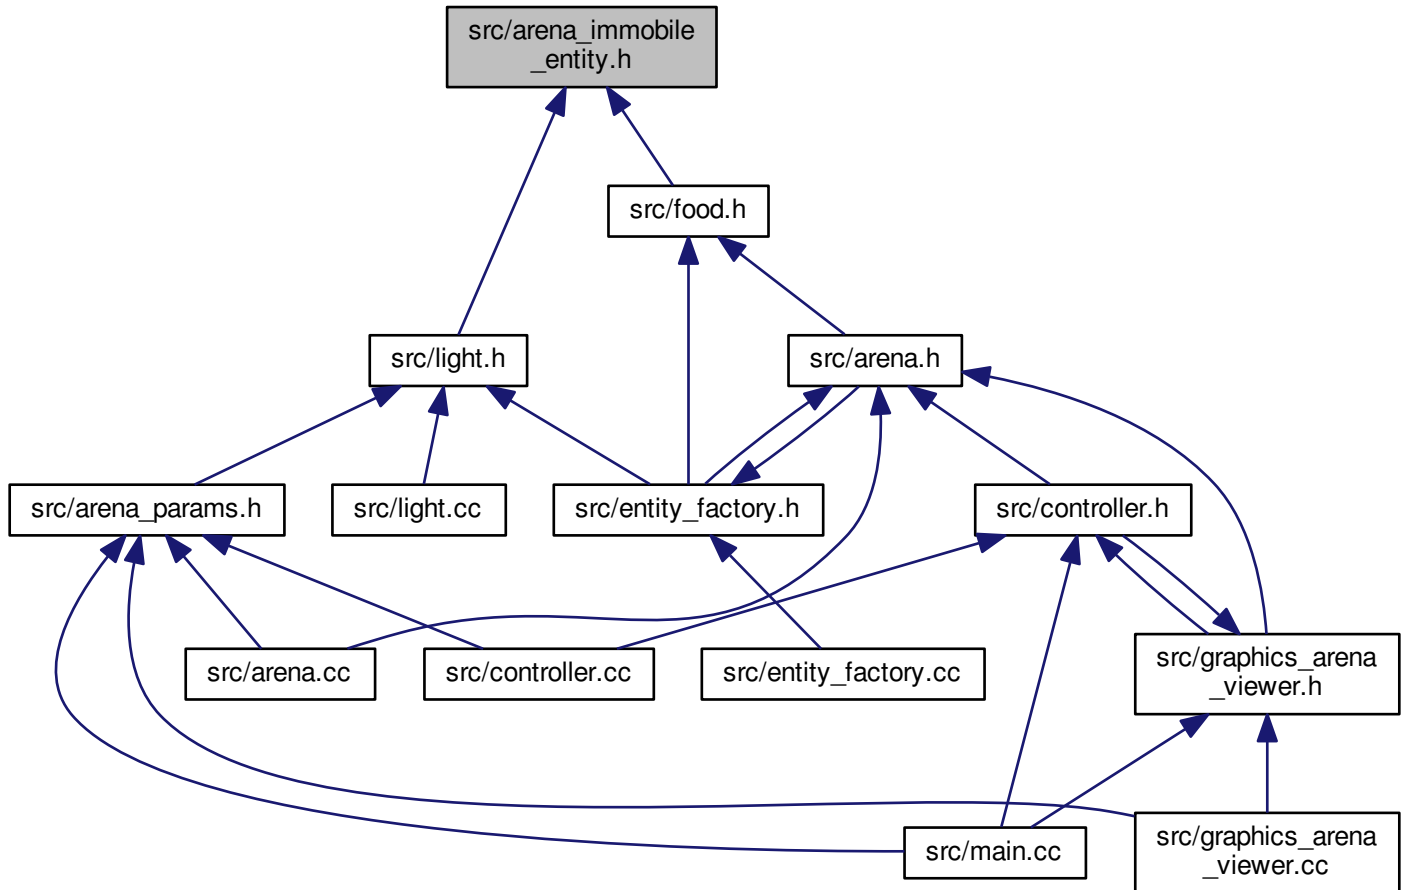 src/arena_immobile
_entity.h
src/food.h
src/light.h
src/arena.h
src/arena_params.h
src/light.cc
src/entity_factory.h
src/controller.h
src/arena.cc
src/controller.cc
src/entity_factory.cc
src/graphics_arena
_viewer.h
src/main.cc
src/graphics_arena
_viewer.cc